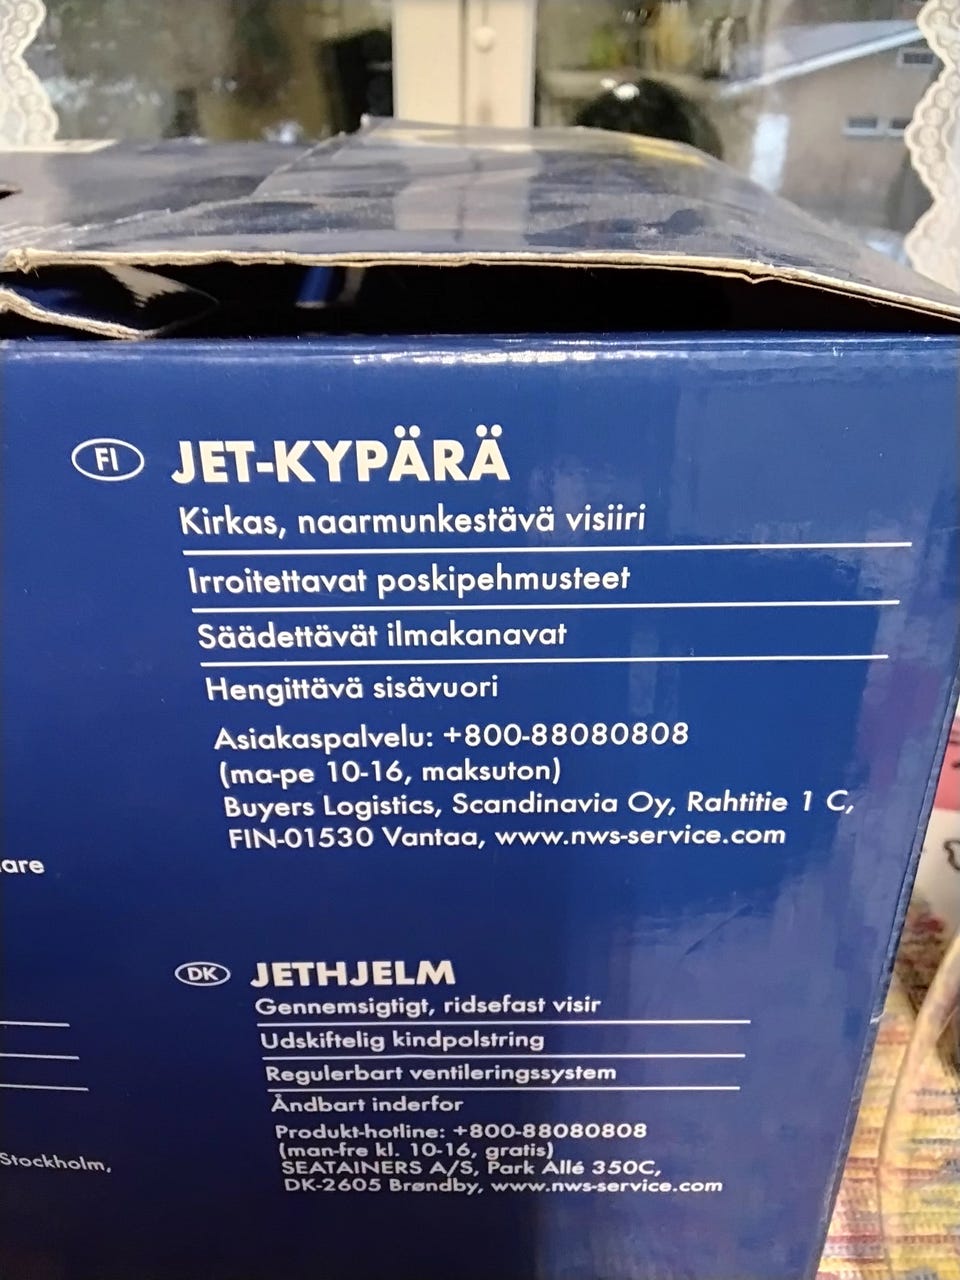 FI JET-KYPÄRÄ
Kirkas, naarmunkestävä visiiri
Irroitettavat poskipehmusteet
Säädettävät ilmakanavat
Hengittävä sisävuori
Asiakaspalvelu: +800-88080808
(ma-pe 10-16, maksuton)
Buyers Logistics, Scandinavia Oy, Rahtitie 1 C,
FIN-01530 Vantaa, www.nws-service.com
are
DK JETHJELM
Gennemsigtigt, ridsefast visir
Udskiftelig kindpolstring
Regulerbart ventileringssystem
Åndbart inderfor
Produkt-hotline: +800-88080808
(man-fre kl. 10-16, gratis)
SEATAINERS A/S, Park Allé 350C,
DK-2605 Brøndby, www.nws-service.com
Stockholm,